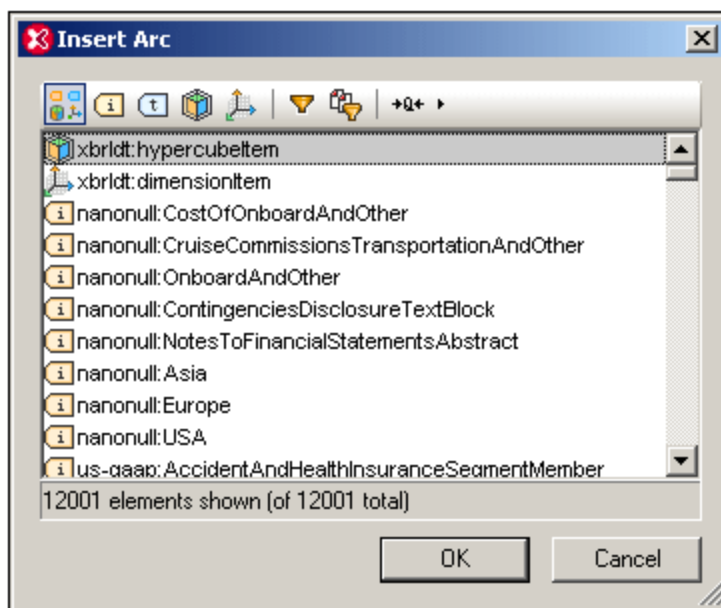 Insert Arc
i t
xbrldt:hypercubeItem
xbrldt:dimensionItem
i nanonull:CostOfOnboardAndOther
i nanonull:CruiseCommissionsTransportationAndOther
i nanonull:OnboardAndOther
i nanonull:ContingenciesDisclosureTextBlock
i nanonull:NotesToFinancialStatementsAbstract
i nanonull:Asia
i nanonull:Europe
i nanonull:USA
i us-gaap:AccidentAndHealthInsuranceSegmentMember
12001 elements shown (of 12001 total)
OK Cancel